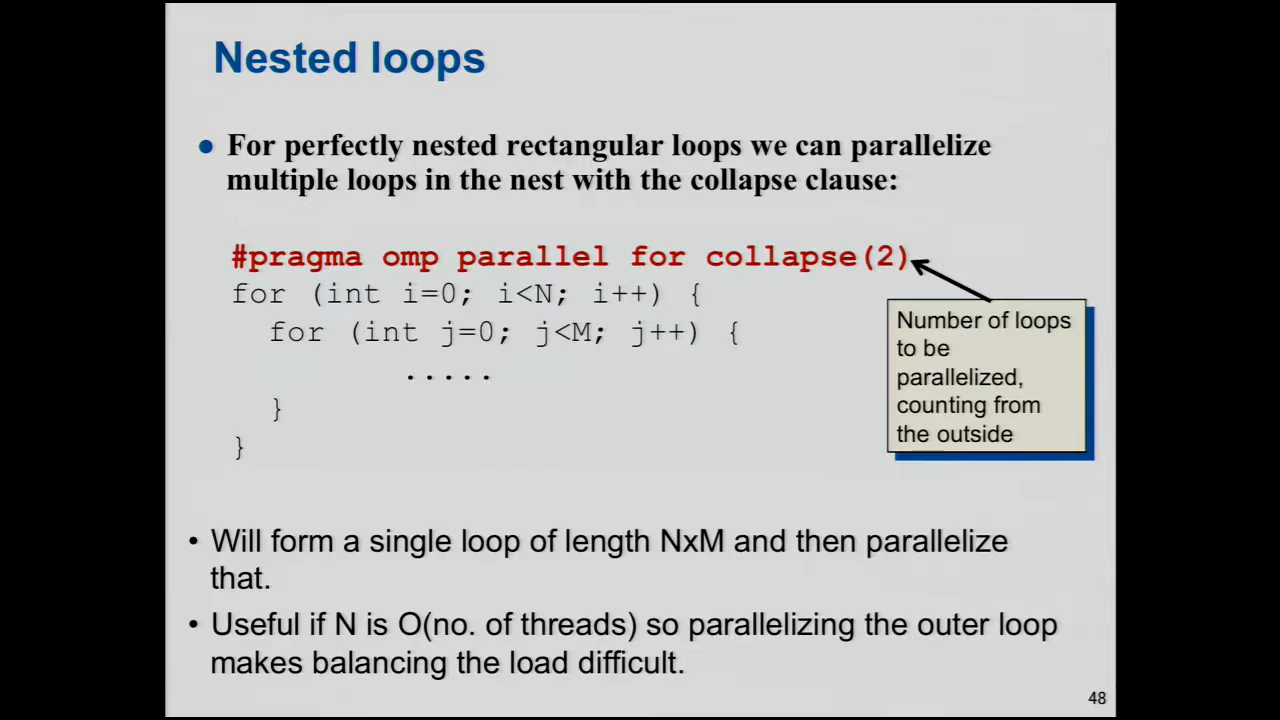 Nested loops
● For perfectly nested rectangular loops we can parallelize
multiple loops in the nest with the collapse clause:
#pragma omp parallel for collapse(2)
for (int i=0; i<N; i++) {
for (int j=0; j<M; j++) {
.....
}
}
Number of loops
to be
parallelized,
counting from
the outside
• Will form a single loop of length NxM and then parallelize
that.
• Useful if N is O(no. of threads) so parallelizing the outer loop
makes balancing the load difficult.
48